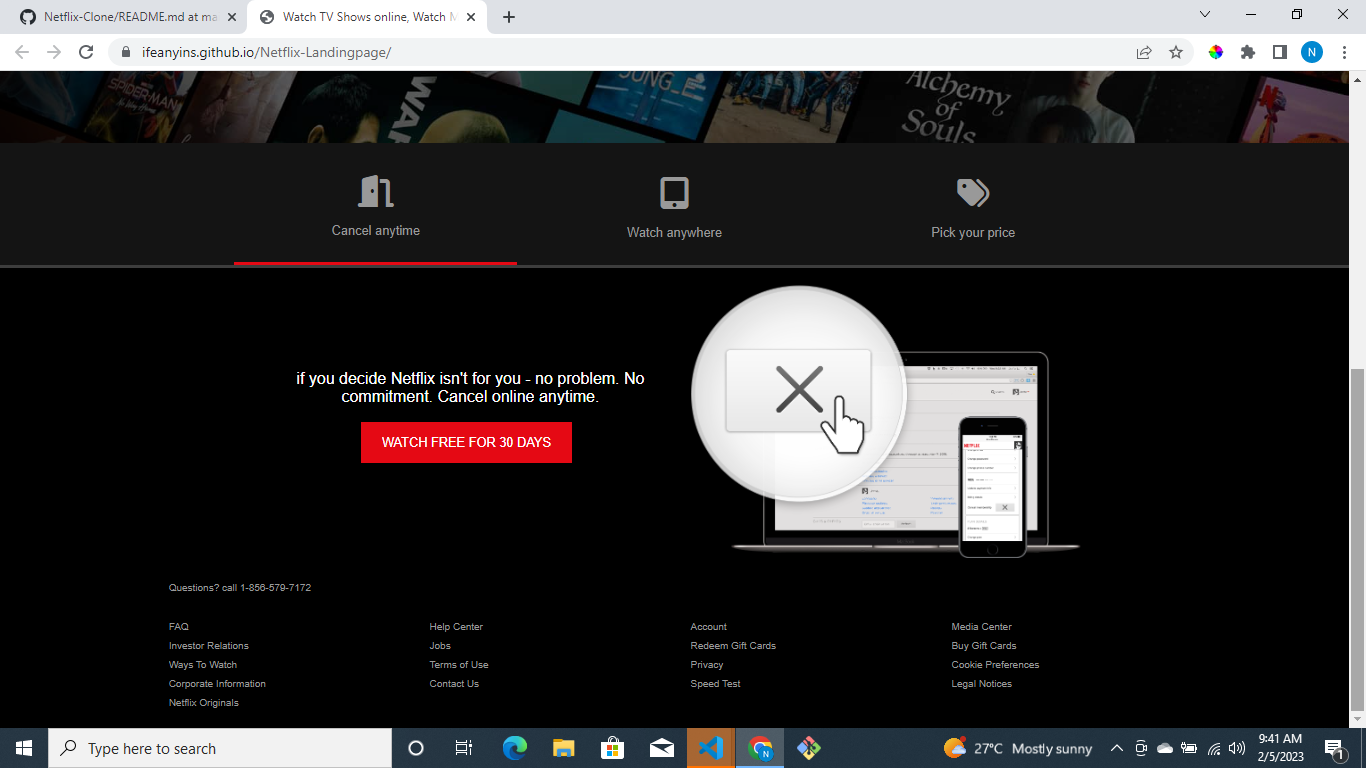 Netflix-Clone/README.md at ma
Watch TV Shows online, Watch M
ifeanyins.github.io/Netflix-Landingpage/
N
SPIDER-MAN
WAR
JUNG_E
Alchemy
of
Souls
Cancel anytime
Watch anywhere
Pick your price
if you decide Netflix isn't for you - no problem. No
commitment. Cancel online anytime.
WATCH FREE FOR 30 DAYS
NETFLIX
Questions? call 1-856-579-7172
FAQ
Help Center
Account
Media Center
Investor Relations
Jobs
Redeem Gift Cards
Buy Gift Cards
Ways To Watch
Terms of Use
Privacy
Cookie Preferences
Corporate Information
Contact Us
Speed Test
Legal Notices
Netflix Originals
Type here to search
N
27°C Mostly sunny
9:41 AM
2/5/2023
1